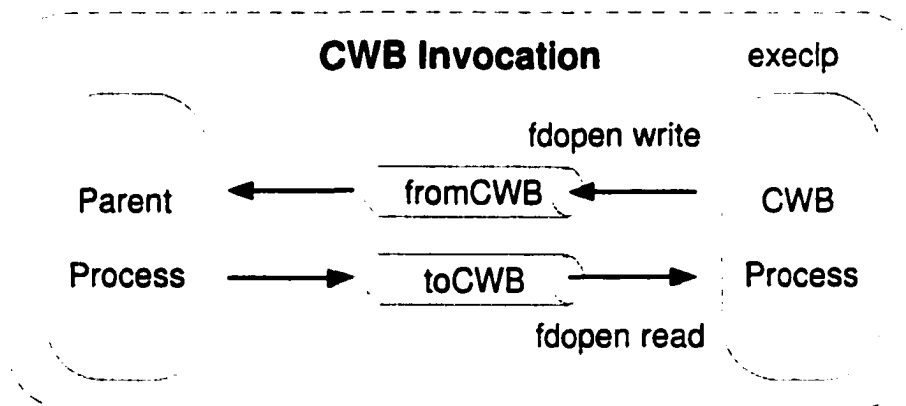 CWB Invocation
execlp
fdopen write
fromCWB
Parent
Process
CWB
Process
toCWB
fdopen read